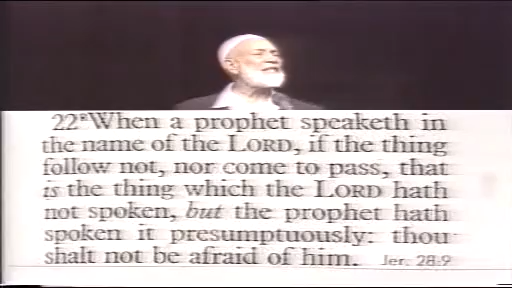 22*When a prophet speaketh in
the name of the LORD, if the thing
follow not, nor come to pass, that
is the thing which the LORD hath
not spoken, but the prophet hath
spoken it presumptuously: thou
shalt not be afraid of him. Jer. 28.9